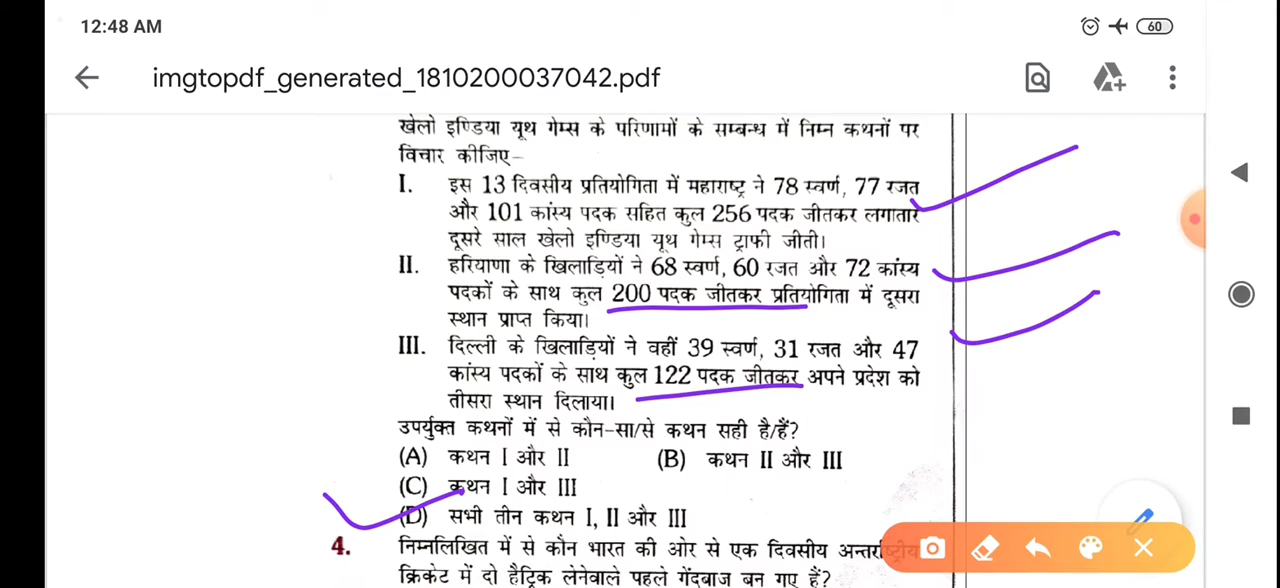 12:48 AM
60
imgtopdf_generated_1810200037042.pdf
खेलो इण्डिया यूथ गेम्स के परिणामों के सम्बन्ध में निम्न कथनों पर
विचार कीजिए–
I. इस 13 दिवसीय प्रतियोगिता में महाराष्ट्र ने 78 स्वर्ण, 77 रजत
और 101 कांस्य पदक सहित कुल 256 पदक जीतकर लगातार
दूसरे साल खेलो इण्डिया यूथ गेम्स ट्राफी जीती।
II. हरियाणा के खिलाड़ियों ने 68 स्वर्ण, 60 रजत और 72 कांस्य
पदकों के साथ कुल 200 पदक जीतकर प्रतियोगिता में दूसरा
स्थान प्राप्त किया।
III. दिल्ली के खिलाड़ियों ने वहीं 39 स्वर्ण, 31 रजत और 47
कांस्य पदकों के साथ कुल 122 पदक जीतकर अपने प्रदेश को
तीसरा स्थान दिलाया।
उपर्युक्त कथनों में से कौन-सा/से कथन सही है/हैं?
(A) कथन I और II (B) कथन II और III
(C) कथन I और III
(D) सभी तीन कथन I, II और III
4. निम्नलिखित में से कौन भारत की ओर से एक दिवसीय अन्तर्राष्ट्रीय
क्रिकेट में दो हैट्रिक लेनेवाले पहले गेंदबाज बन गए हैं?